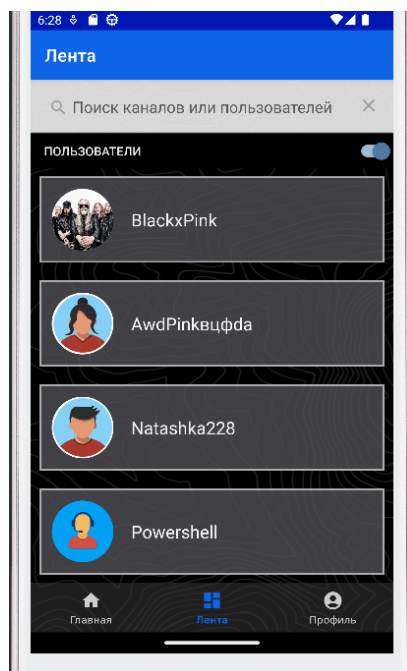 6:28
Лента
Поиск каналов или пользователей
ПОЛЬЗОВАТЕЛИ
BlackxPink
AwdPinkвцфda
Natashka228
Powershell
Главная
Лента
Профиль